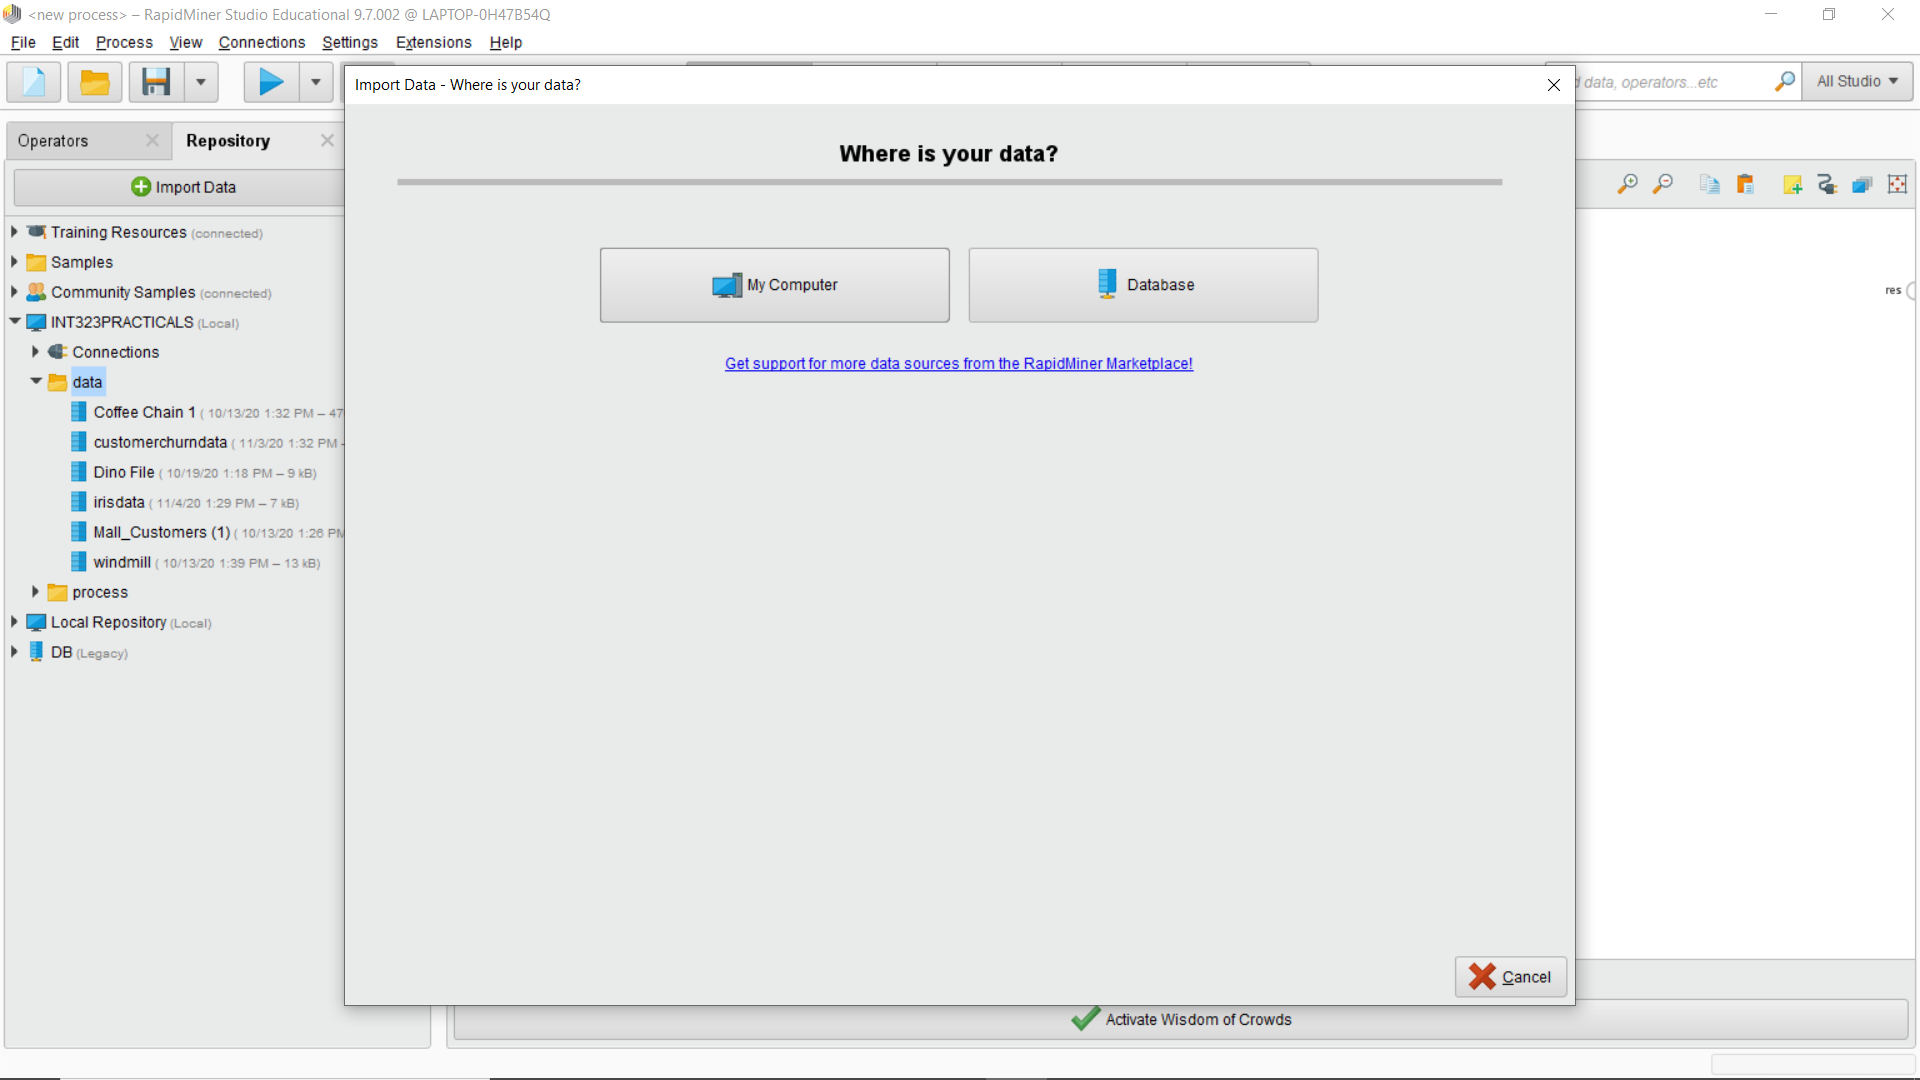 <new process> – RapidMiner Studio Educational 9.7.002 @ LAPTOP-0H47B54Q
File Edit Process View Connections Settings Extensions Help
Import Data - Where is your data?
data, operators...etc
All Studio
Operators
Repository
Where is your data?
Import Data
Training Resources (connected)
Samples
Community Samples (connected)
INT323PRACTICALS (Local)
Connections
data
Coffee Chain 1 ( 10/13/20 1:32 PM – 47
customerchurndata ( 11/3/20 1:32 PM -
Dino File ( 10/19/20 1:18 PM – 9 kB)
irisdata ( 11/4/20 1:29 PM – 7 kB)
Mall_Customers (1) ( 10/13/20 1:26 PM
windmill ( 10/13/20 1:39 PM – 13 kB)
process
Local Repository (Local)
DB (Legacy)
My Computer
Database
Get support for more data sources from the RapidMiner Marketplace!
res
Cancel
Activate Wisdom of Crowds